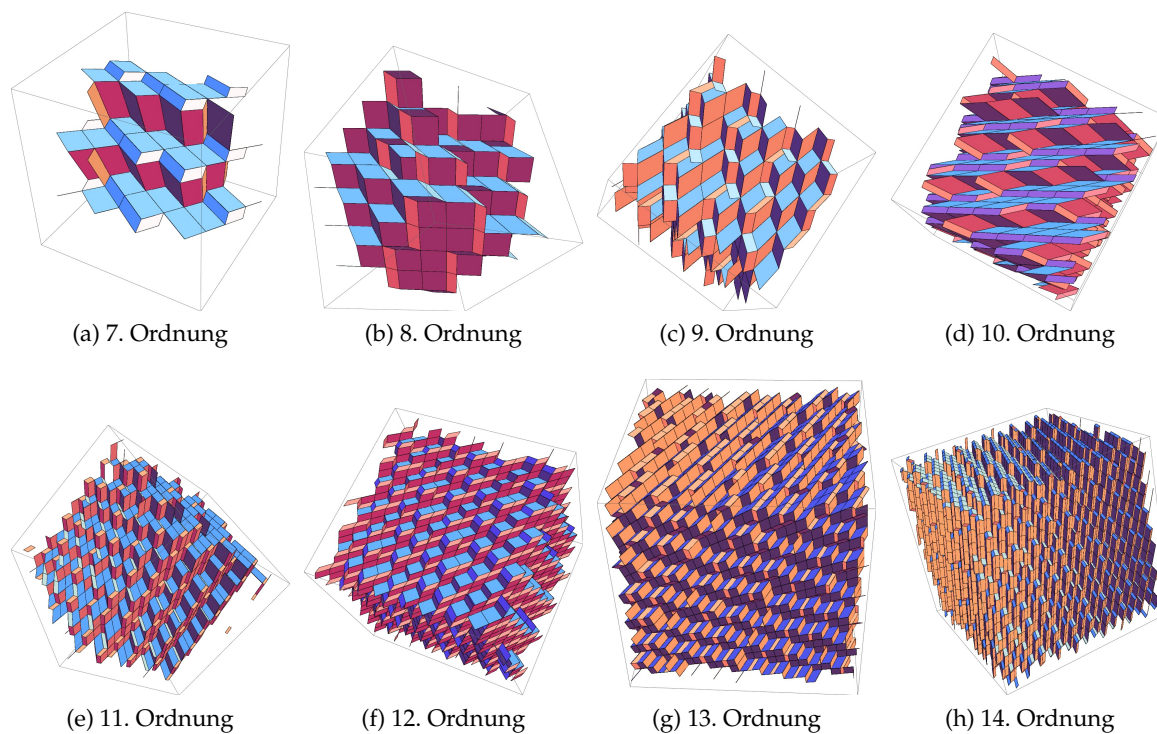 (a) 7. Ordnung
(b) 8. Ordnung
(c) 9. Ordnung
(d) 10. Ordnung
(e) 11. Ordnung
(f) 12. Ordnung
(g) 13. Ordnung
(h) 14. Ordnung